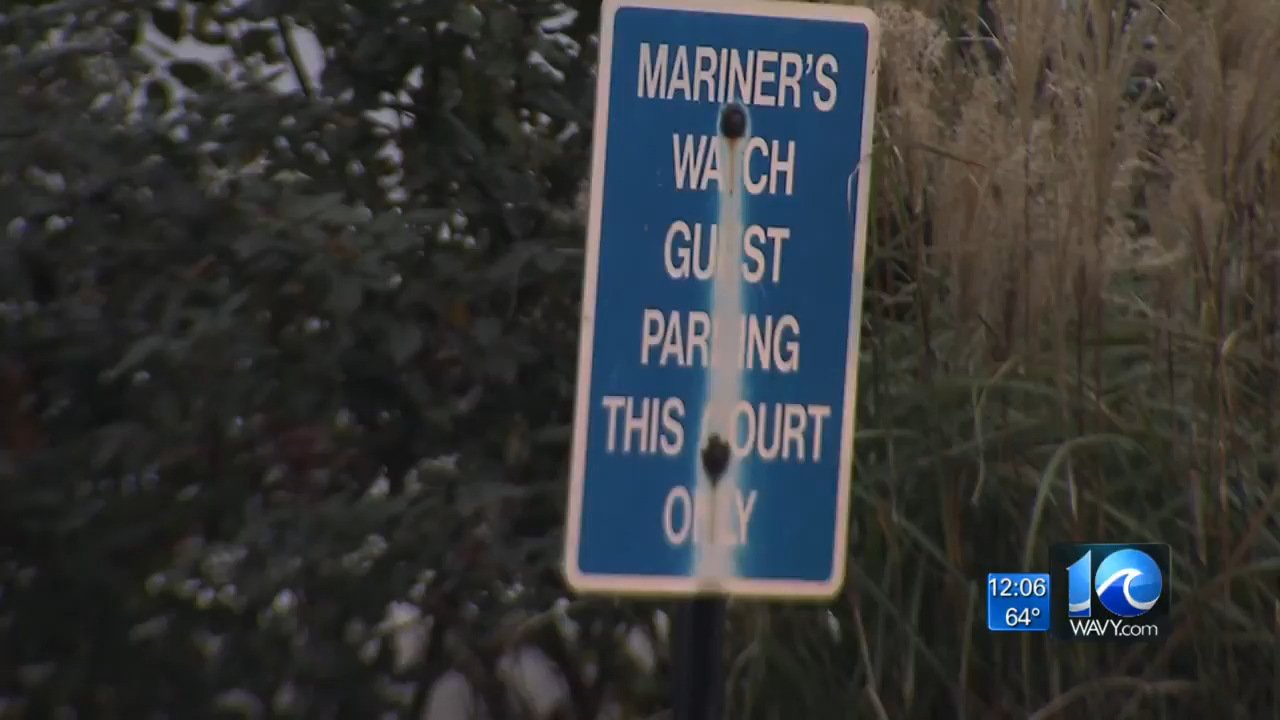 MARINER'S
WATCH
GUEST
PARKING
THIS COURT
ONLY
12:06
64°
10
WAVY.com